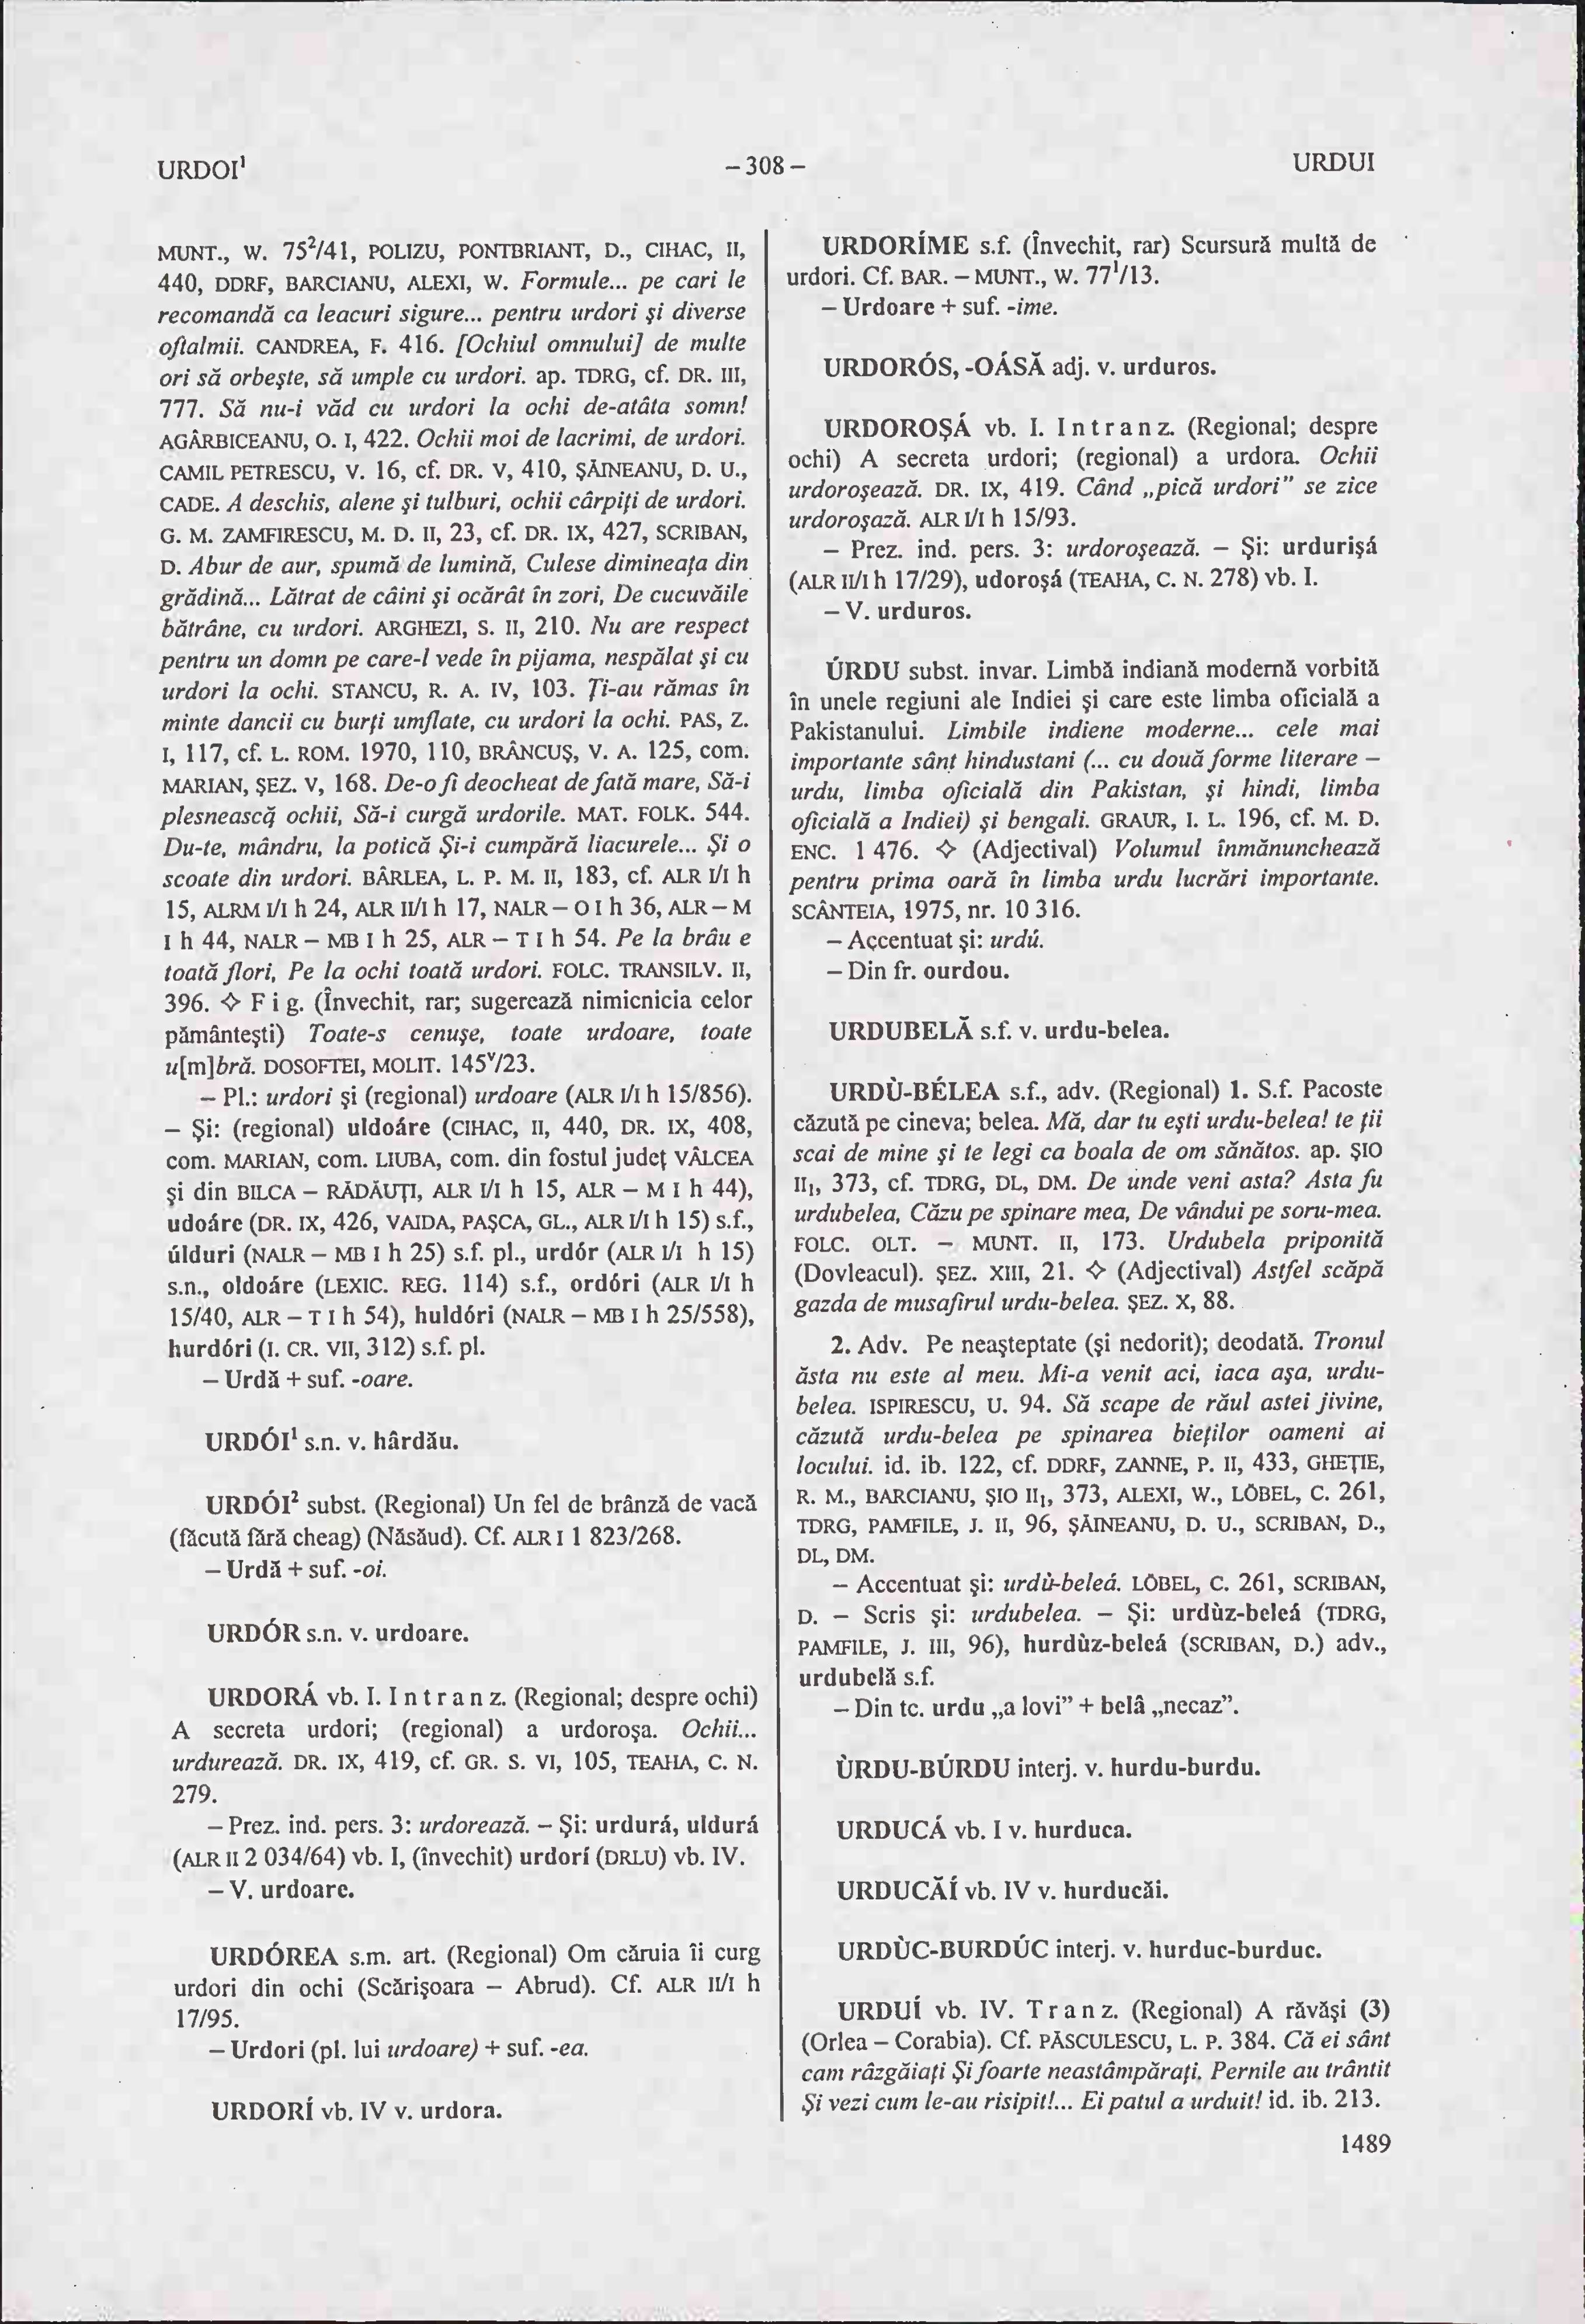 URDOI¹
– 308 –
URDUI
MUNT., W. 75²/41, POLIZU, PONTBRIANT, D., CIHAC, II,
440, DDRF, BARCIANU, ALEXI, W. Formule... pe cari le
recomandă ca leacuri sigure... pentru urdori şi diverse
oftalmii. CANDREA, F. 416. [Ochiul omnului] de multe
ori să orbeşte, să umple cu urdori. ap. TDRG, cf. DR. III,
777. Să nu-i văd cu urdori la ochi de-atâta somn!
AGÂRBICEANU, O. I, 422. Ochii moi de lacrimi, de urdori.
CAMIL PETRESCU, V. 16, cf. DR. V, 410, ŞĂINEANU, D. U.,
CADE. A deschis, alene şi tulburi, ochii cârpiţi de urdori.
G. M. ZAMFIRESCU, M. D. II, 23, cf. DR. IX, 427, SCRIBAN,
D. Abur de aur, spumă de lumină, Culese dimineaţa din
grădină... Lătrat de câini şi ocărât în zori, De cucuvăile
bătrâne, cu urdori. ARGHEZI, S. II, 210. Nu are respect
pentru un domn pe care-l vede în pijama, nespălat şi cu
urdori la ochi. STANCU, R. A. IV, 103. Ţi-au rămas în
minte dancii cu burţi umflate, cu urdori la ochi. PAS, Z.
I, 117, cf. L. ROM. 1970, 110, BRÂNCUŞ, V. A. 125, com.
MARIAN, ŞEZ. V, 168. De-o fi deocheat de fată mare, Să-i
plesnească ochii, Să-i curgă urdorile. MAT. FOLK. 544.
Du-te, mândru, la potică Şi-i cumpără liacurele... Şi o
scoate din urdori. BÂRLEA, L. P. M. II, 183, cf. ALR I/I h
15, ALRM I/I h 24, ALR II/I h 17, NALR – O I h 36, ALR – M
I h 44, NALR – MB I h 25, ALR – T I h 54. Pe la brâu e
toată flori, Pe la ochi toată urdori. FOLC. TRANSILV. II,
396. ◇ F i g. (Învechit, rar; sugerează nimicnicia celor
pământeşti) Toate-s cenuşe, toate urdoare, toate
u[m]bră. DOSOFTEI, MOLIT. 145ᵛ/23.
– Pl.: urdori şi (regional) urdoare (ALR I/I h 15/856).
– Şi: (regional) uldoáre (CIHAC, II, 440, DR. IX, 408,
com. MARIAN, com. LIUBA, com. din fostul judeţ VÂLCEA
şi din BILCA – RĂDĂUŢI, ALR I/I h 15, ALR – M I h 44),
udoáre (DR. IX, 426, VAIDA, PAŞCA, GL., ALR I/I h 15) s.f.,
úlduri (NALR – MB I h 25) s.f. pl., urdór (ALR I/I h 15)
s.n., oldoáre (LEXIC. REG. 114) s.f., ordóri (ALR I/I h
15/40, ALR – T I h 54), huldóri (NALR – MB I h 25/558),
hurdóri (I. CR. VII, 312) s.f. pl.
– Urdă + suf. -oare.
URDÓI¹ s.n. v. hârdău.
URDÓI² subst. (Regional) Un fel de brânză de vacă
(făcută fără cheag) (Năsăud). Cf. ALR I 1 823/268.
– Urdă + suf. -oi.
URDÓR s.n. v. urdoare.
URDORÁ vb. I. I n t r a n z. (Regional; despre ochi)
A secreta urdori; (regional) a urdoroşa. Ochii...
urdurează. DR. IX, 419, cf. GR. S. VI, 105, TEAHA, C. N.
279.
– Prez. ind. pers. 3: urdorează. – Şi: urdurá, uldurá
(ALR II 2 034/64) vb. I, (învechit) urdorí (DRLU) vb. IV.
– V. urdoare.
URDÓREA s.m. art. (Regional) Om căruia îi curg
urdori din ochi (Scărişoara – Abrud). Cf. ALR II/I h
17/95.
– Urdori (pl. lui urdoare) + suf. -ea.
URDORÍ vb. IV v. urdora.
URDORÍME s.f. (Învechit, rar) Scursură multă de
urdori. Cf. BAR. – MUNT., W. 77¹/13.
– Urdoare + suf. -ime.
URDORÓS, -OÁSĂ adj. v. urduros.
URDOROŞÁ vb. I. I n t r a n z. (Regional; despre
ochi) A secreta urdori; (regional) a urdora. Ochii
urdoroşează. DR. IX, 419. Când „pică urdori” se zice
urdoroşază. ALR I/I h 15/93.
– Prez. ind. pers. 3: urdoroşează. – Şi: urdurişá
(ALR II/I h 17/29), udoroşá (TEAHA, C. N. 278) vb. I.
– V. urduros.
ÚRDU subst. invar. Limbă indiană modernă vorbită
în unele regiuni ale Indiei şi care este limba oficială a
Pakistanului. Limbile indiene moderne... cele mai
importante sânt hindustani (... cu două forme literare –
urdu, limba oficială din Pakistan, şi hindi, limba
oficială a Indiei) şi bengali. GRAUR, I. L. 196, cf. M. D.
ENC. 1 476. ◇ (Adjectival) Volumul înmănunchează
pentru prima oară în limba urdu lucrări importante.
SCÂNTEIA, 1975, nr. 10 316.
– Accentuat şi: urdú.
– Din fr. ourdou.
URDUBELĂ s.f. v. urdu-belea.
URDÙ-BÉLEA s.f., adv. (Regional) 1. S.f. Pacoste
căzută pe cineva; belea. Mă, dar tu eşti urdu-belea! te ţii
scai de mine şi te legi ca boala de om sănătos. ap. ŞIO
II₁, 373, cf. TDRG, DL, DM. De unde veni asta? Asta fu
urdubelea, Căzu pe spinare mea, De vândui pe soru-mea.
FOLC. OLT. – MUNT. II, 173. Urdubela priponită
(Dovleacul). ŞEZ. XIII, 21. ◇ (Adjectival) Astfel scăpă
gazda de musafirul urdu-belea. ŞEZ. X, 88.
2. Adv. Pe neaşteptate (şi nedorit); deodată. Tronul
ăsta nu este al meu. Mi-a venit aci, iaca aşa, urdu-
belea. ISPIRESCU, U. 94. Să scape de răul astei jivine,
căzută urdu-belea pe spinarea bieţilor oameni ai
locului. id. ib. 122, cf. DDRF, ZANNE, P. II, 433, GHEŢIE,
R. M., BARCIANU, ŞIO II₁, 373, ALEXI, W., LÖBEL, C. 261,
TDRG, PAMFILE, J. II, 96, ŞĂINEANU, D. U., SCRIBAN, D.,
DL, DM.
– Accentuat şi: urdù-beleá. LÖBEL, C. 261, SCRIBAN,
D. – Scris şi: urdubelea. – Şi: urdùz-beleá (TDRG,
PAMFILE, J. III, 96), hurdùz-beleá (SCRIBAN, D.) adv.,
urdubelă s.f.
– Din tc. urdu „a lovi” + belâ „necaz”.
ÙRDU-BÚRDU interj. v. hurdu-burdu.
URDUCÁ vb. I v. hurduca.
URDUCĂÍ vb. IV v. hurducăi.
URDÙC-BURDÚC interj. v. hurduc-burduc.
URDUÍ vb. IV. T r a n z. (Regional) A răvăşi (3)
(Orlea – Corabia). Cf. PĂSCULESCU, L. P. 384. Că ei sânt
cam râzgăiaţi Şi foarte neastâmpăraţi, Pernile au trântit
Şi vezi cum le-au risipit!... Ei patul a urduit! id. ib. 213.
1489